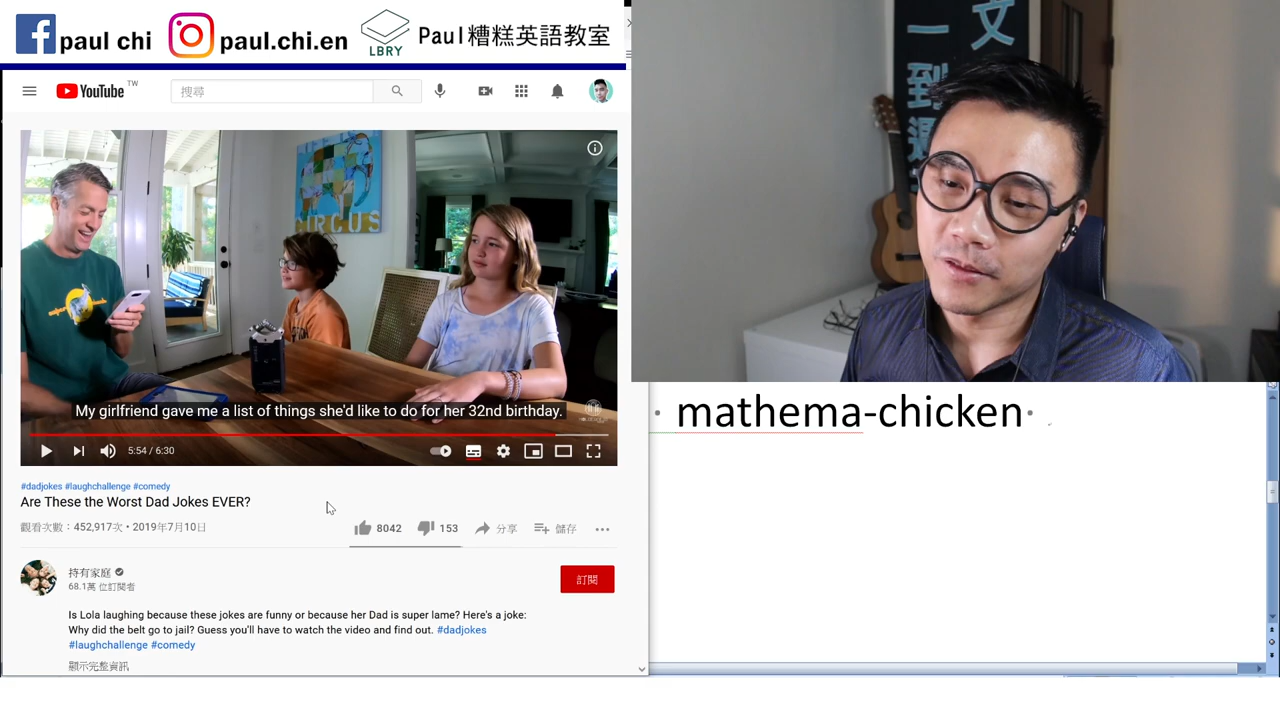 paul chi
paul.chi.en
LBRY
Paul糟糕英語教室
YouTube TW
搜尋
CIRCUS
My girlfriend gave me a list of things she'd like to do for her 32nd birthday.
5:54 / 6:30
#dadjokes #laughchallenge #comedy
Are These the Worst Dad Jokes EVER?
觀看次數：452,917次 • 2019年7月10日
8042
153
分享
儲存
持有家庭
68.1萬 位訂閱者
訂閱
Is Lola laughing because these jokes are funny or because her Dad is super lame? Here's a joke:
Why did the belt go to jail? Guess you'll have to watch the video and find out. #dadjokes
#laughchallenge #comedy
顯示完整資訊
文
一到
mathema-chicken